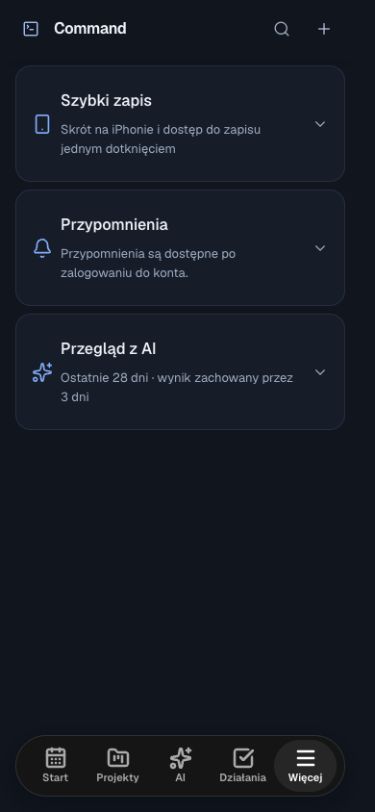 Command
Szybki zapis
Skrót na iPhonie i dostęp do zapisu
jednym dotknięciem
Przypomnienia
Przypomnienia są dostępne po
zalogowaniu do konta.
Przegląd z AI
Ostatnie 28 dni · wynik zachowany przez
3 dni
Start
Projekty
AI
Działania
Więcej